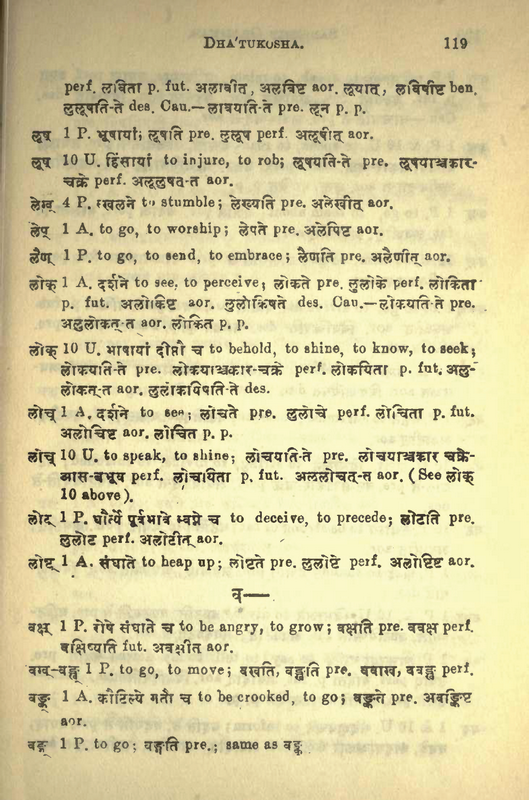 DHA'TUKOSHA. 119
perf. लविता p. fut. अलावीत्, अलविष्ट aor. लूयात्, लविषीष्ट ben.
लुलूषति-ते des. Cau.—लावयति-ते pre. लून p. p.
लूष् 1 P. भूषायां; लूषति pre. लुलूष perf. अलूषीत् aor.
लूष् 10 U. हिंसायां to injure, to rob; लूषयति-ते pre. लूषयाञ्चकार-
चक्रे perf. अलूलुषत्-त aor.
4 P. स्खलने to stumble; लेख्यति pre. अलेखीत् aor.
लेप् 1 A. to go, to worship; लेपते pre. अलेपिष्ट aor.
लैण् 1 P. to go, to send, to embrace; लैणति pre. अलैणीत् aor.
लोक् 1 A. दर्शने to see, to perceive; लोकते pre. लुलोके perf. लोकिता
p. fut. अलोकिष्ट aor. लुलोकिषते des. Cau.—लोकयति-ते pre.
अलुलोकत्-त aor. लोकित p. p.
लोक् 10 U. भाषायां दीप्तौ च to behold, to shine, to know, to seek;
लोकयति-ते pre. लोकयाञ्चकार-चक्रे perf. लोकयिता p. fut. अलु-
लोकत्-त aor. लुलोकयिषति-ते des.
लोच् 1 A. दर्शने to see; लोचते pre. लुलोचे perf. लोचिता p. fut.
अलोचिष्ट aor. लोचित p. p.
लोच् 10 U. to speak, to shine; लोचयति-ते pre. लोचयाञ्चकार चक्रे-
आस-बभूव perf. लोचयिता p. fut. अललोचत्-त aor. (See लोक्
10 above).
लोट् 1 P. धौर्त्ये पूर्वभावे स्वप्ने च to deceive, to precede; लोटति pre.
लुलोट perf. अलोटीत् aor.
लोष्ट् 1 A. संघाते to heap up; लोष्टते pre. लुलोष्टे perf. अलोष्टिष्ट aor.
व—
वक्ष् 1 P. रोषे संघाते च to be angry, to grow; वक्षति pre. ववक्ष perf.
वक्षिष्यति fut. अवक्षीत् aor.
वख्-वङ्ख् 1 P. to go, to move; वखति, वङ्खति pre. ववाख, ववङ्ख perf.
वङ्क् 1 A. कौटिल्ये गतौ च to be crooked, to go; वङ्कते pre. अवङ्किष्ट
aor.
वङ्ग् 1 P. to go; वङ्गति pre.; same as